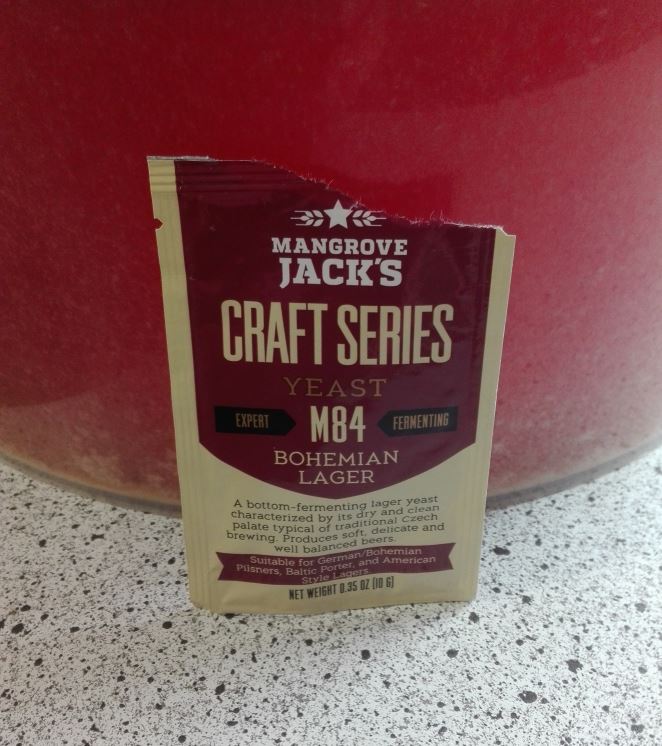 MANGROVE
JACK'S
CRAFT SERIES
YEAST
EXPERT M84 FERMENTING
BOHEMIAN
LAGER
A bottom-fermenting lager yeast
characterized by its dry and clean
palate typical of traditional Czech
brewing. Produces soft, delicate and
well balanced beers.
Suitable for German/Bohemian
Pilsners, Baltic Porter, and American
Style Lagers.
NET WEIGHT 0.35 OZ (10 G)